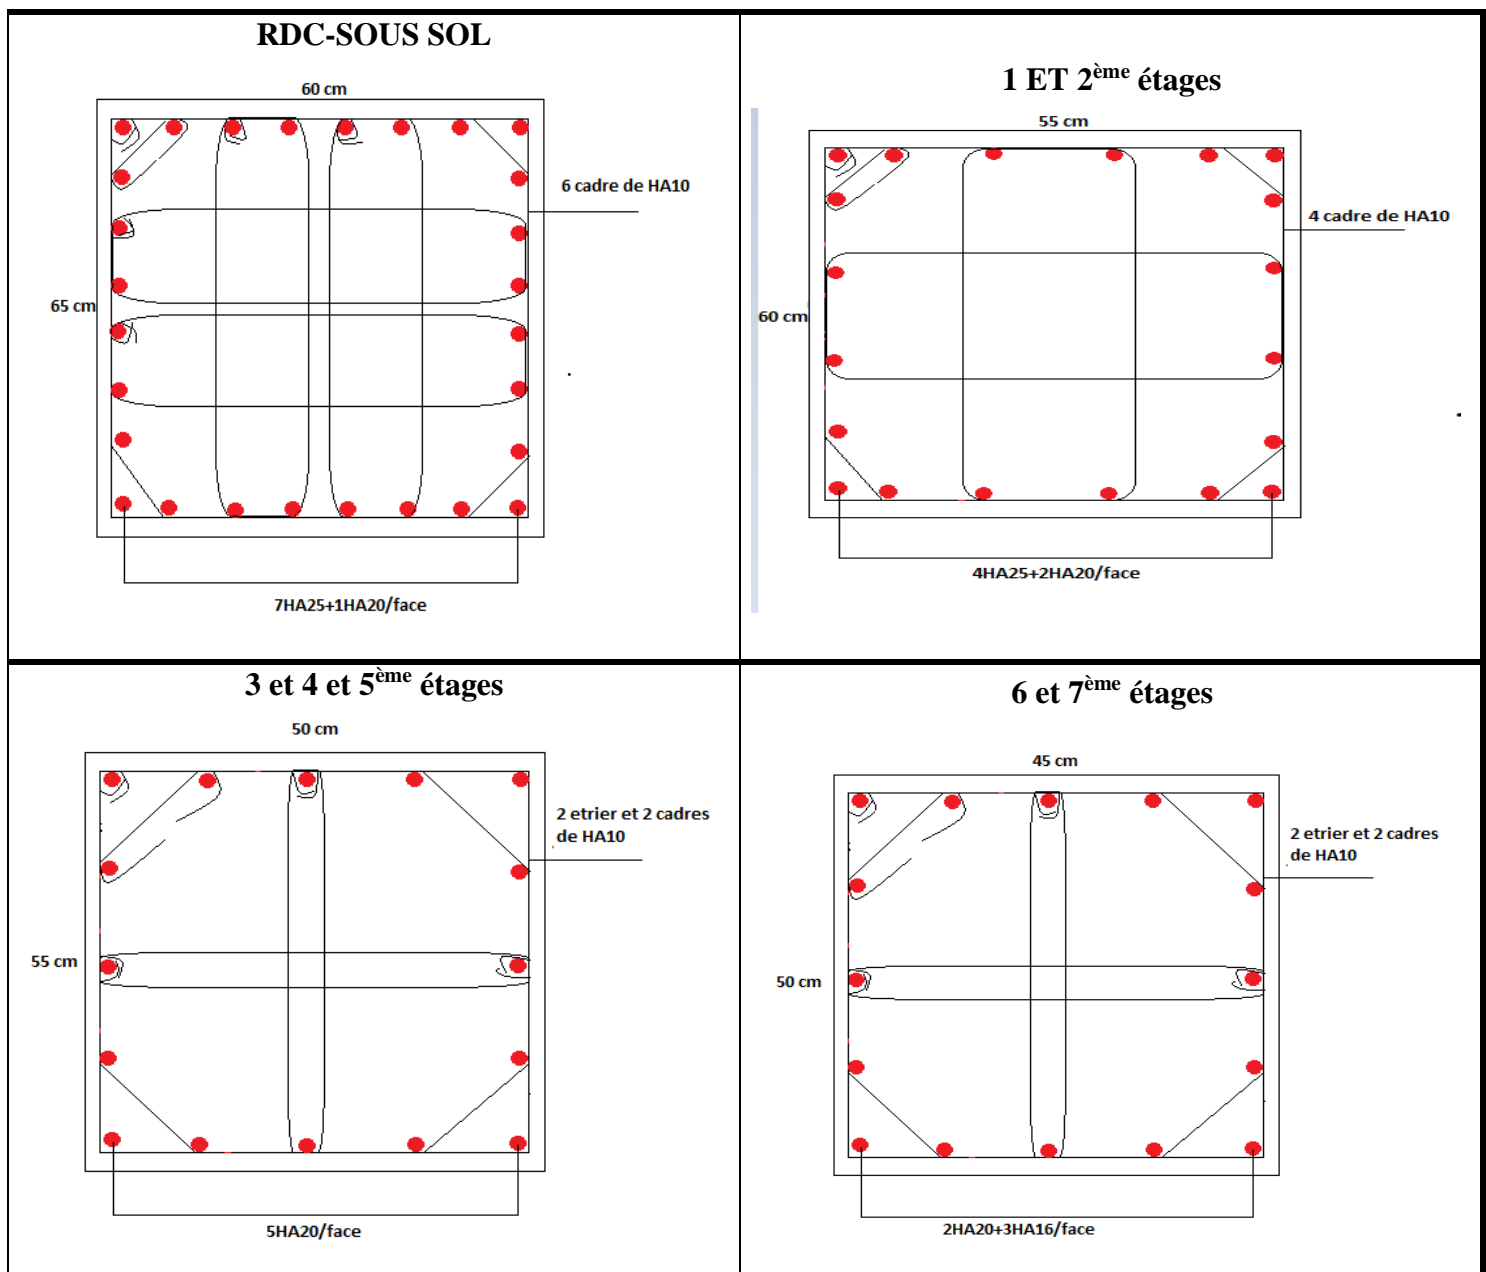 RDC-SOUS SOL
60 cm
6 cadre de HA10
65 cm
7HA25+1HA20/face
1 ET 2ème étages
55 cm
4 cadre de HA10
60 cm
4HA25+2HA20/face
3 et 4 et 5ème étages
50 cm
2 etrier et 2 cadres
de HA10
55 cm
5HA20/face
6 et 7ème étages
45 cm
2 etrier et 2 cadres
de HA10
50 cm
2HA20+3HA16/face